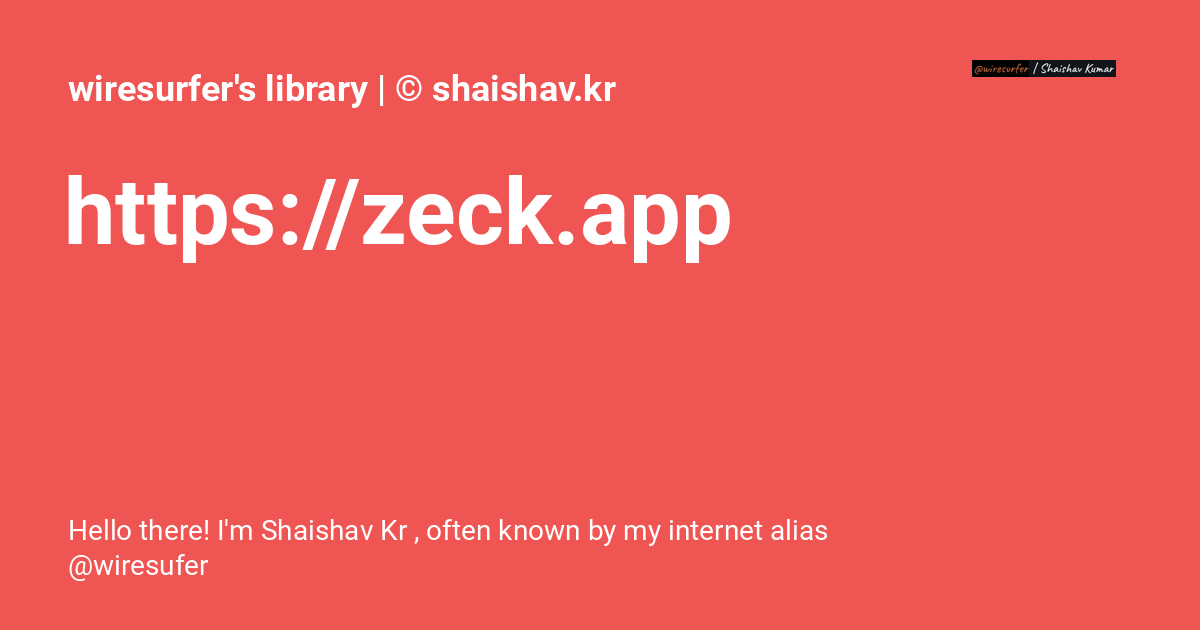 wiresurfer's library | © shaishav.kr
@wiresurfer | Shaishav Kumar
https://zeck.app
Hello there! I'm Shaishav Kr , often known by my internet alias
@wiresufer